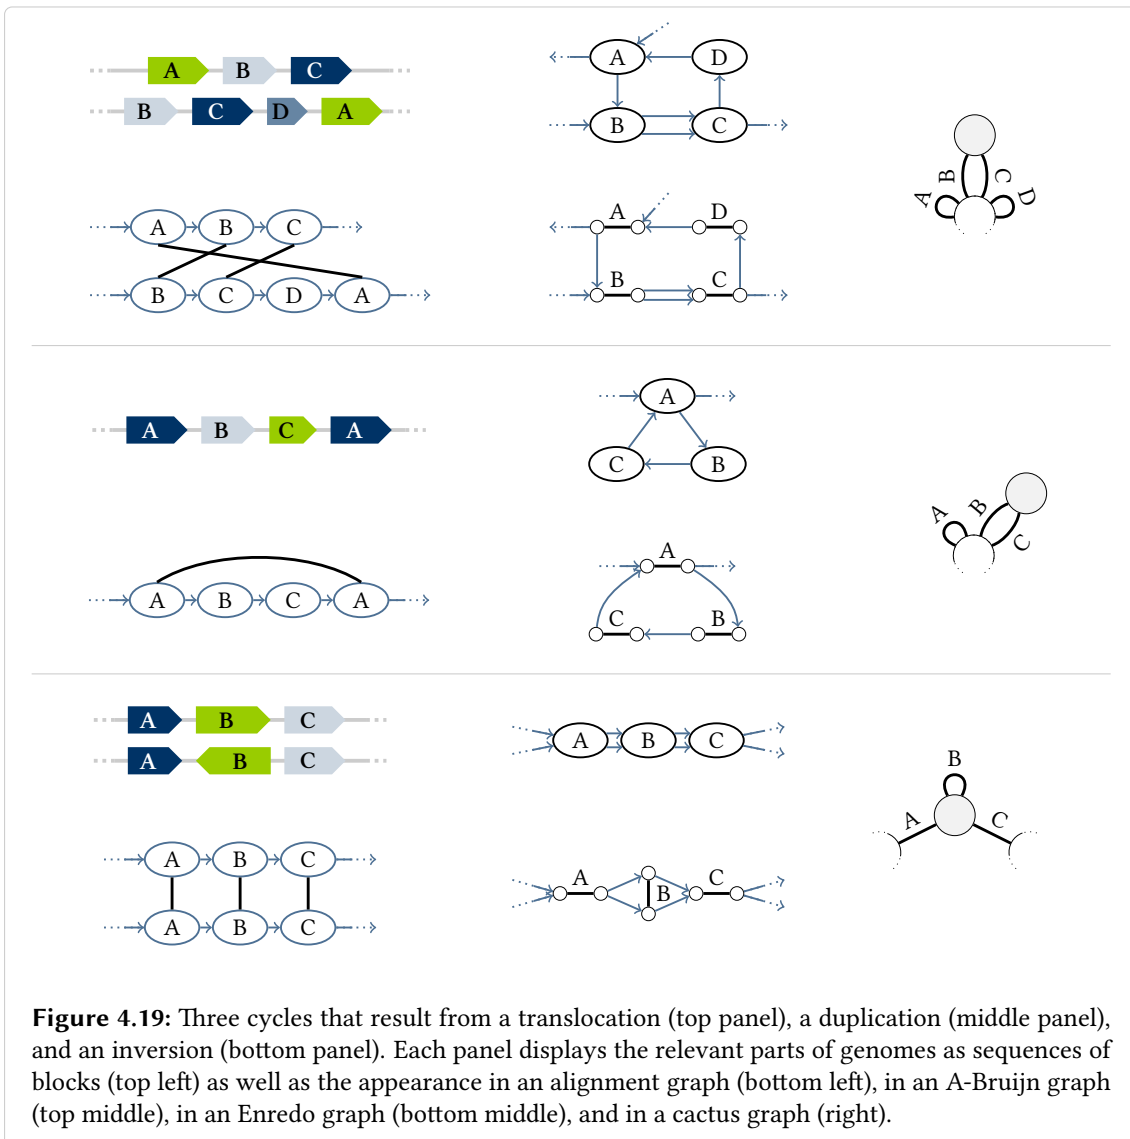 A B C
B C D A
A D
B C
A B C
B C D A
A D
B C
A B C D
A B C A
A
C B
A B C A
A
C B
A B C
A B C
A B C
A B C
A B C
A B C
A B C
B
A C
Figure 4.19: Three cycles that result from a translocation (top panel), a duplication (middle panel),
and an inversion (bottom panel). Each panel displays the relevant parts of genomes as sequences of
blocks (top left) as well as the appearance in an alignment graph (bottom left), in an A-Bruijn graph
(top middle), in an Enredo graph (bottom middle), and in a cactus graph (right).